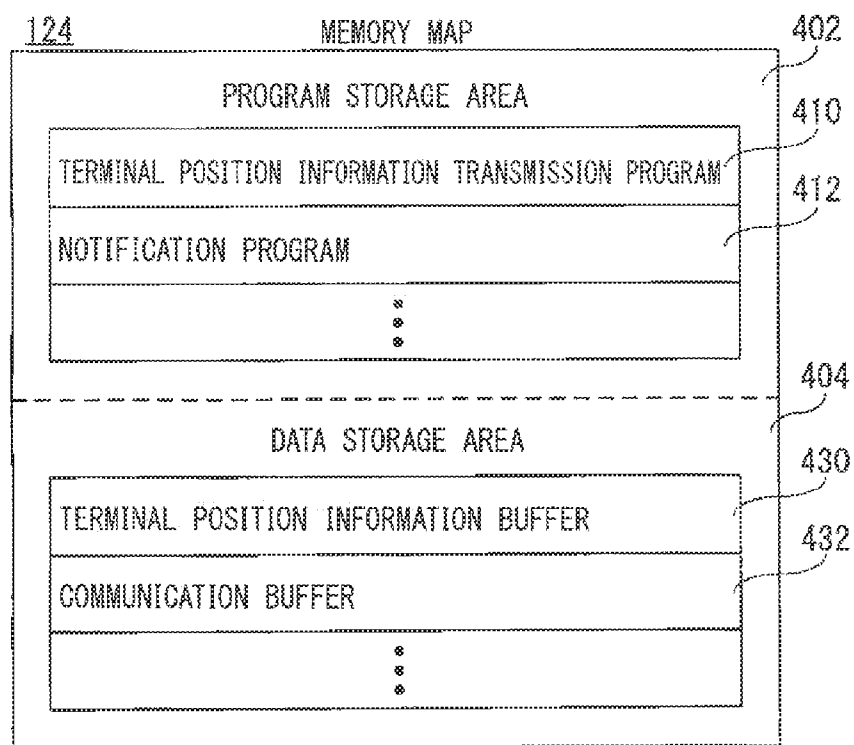 124 MEMORY MAP 402
PROGRAM STORAGE AREA
410
TERMINAL POSITION INFORMATION TRANSMISSION PROGRAM
412
NOTIFICATION PROGRAM
404
DATA STORAGE AREA
430
TERMINAL POSITION INFORMATION BUFFER
432
COMMUNICATION BUFFER